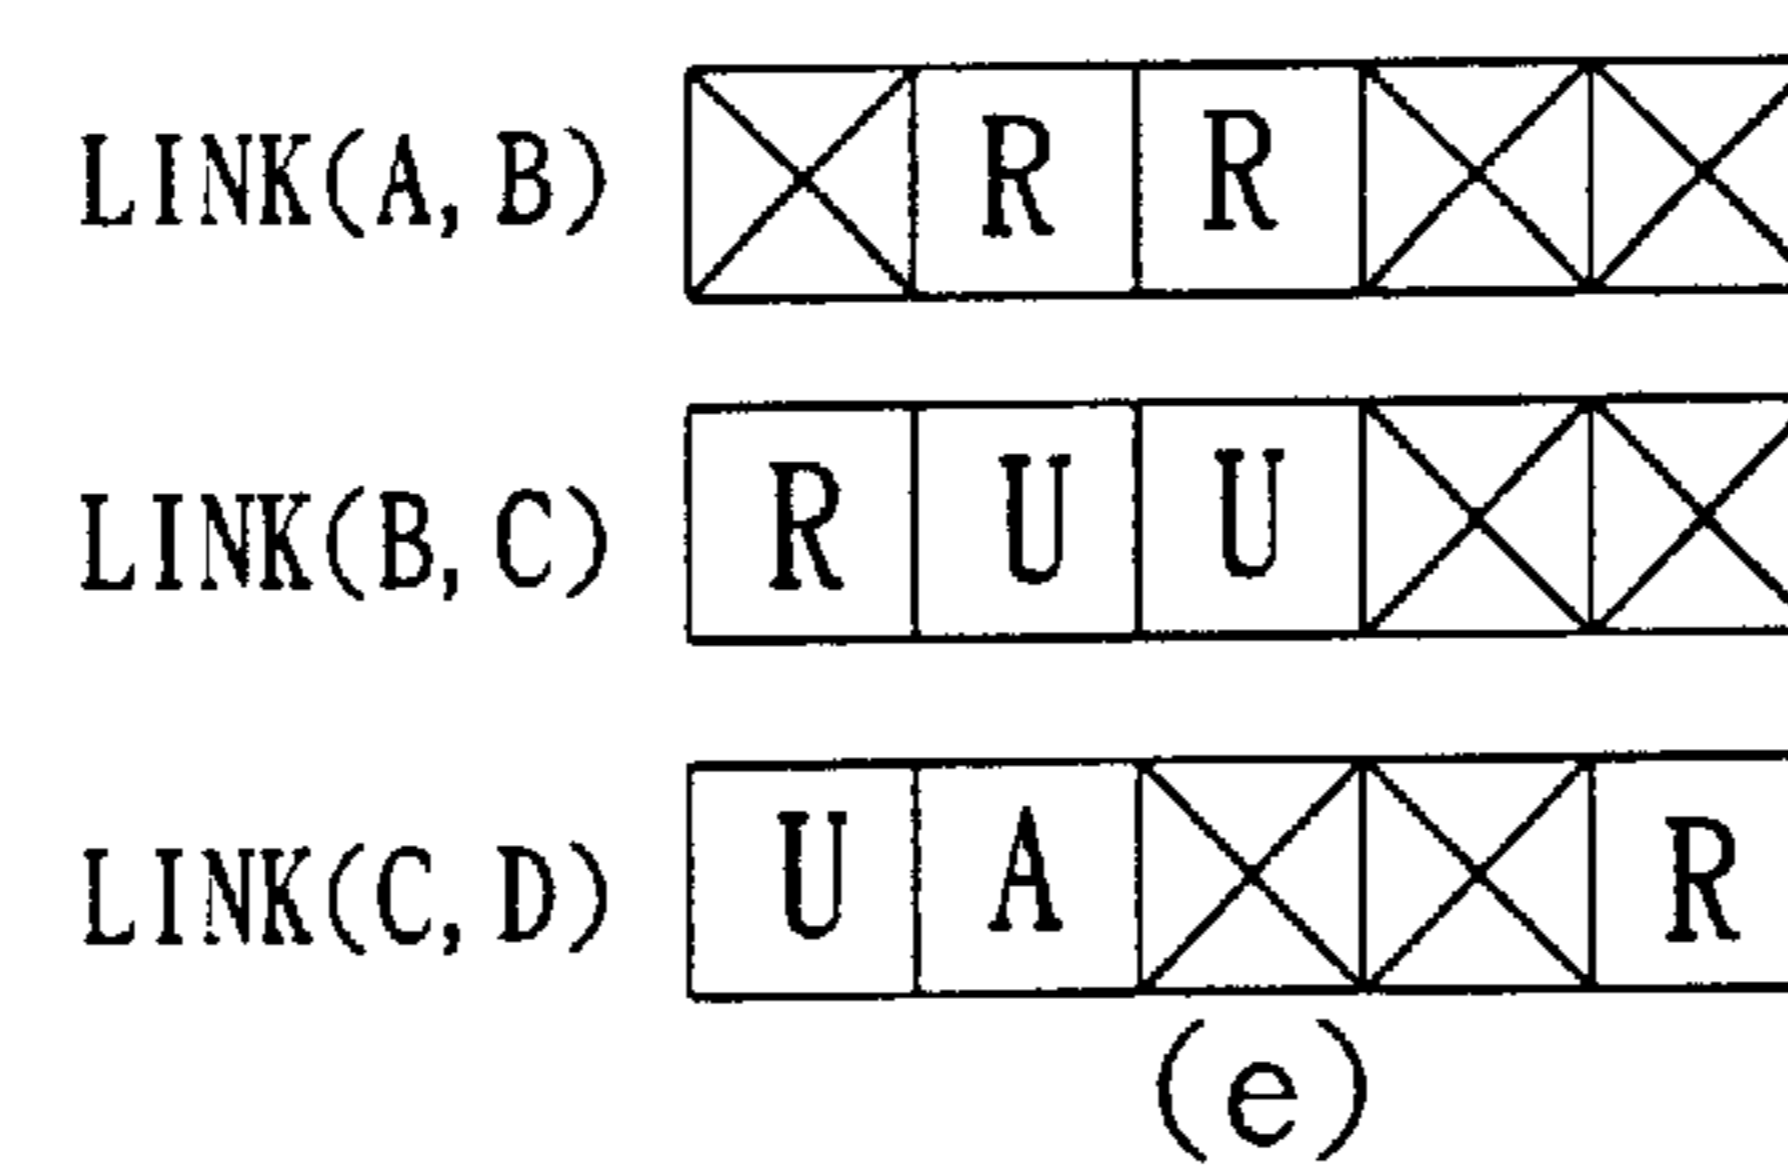 LINK(A,B) R R
LINK(B,C) R U U
LINK(C,D) U A R
(e)